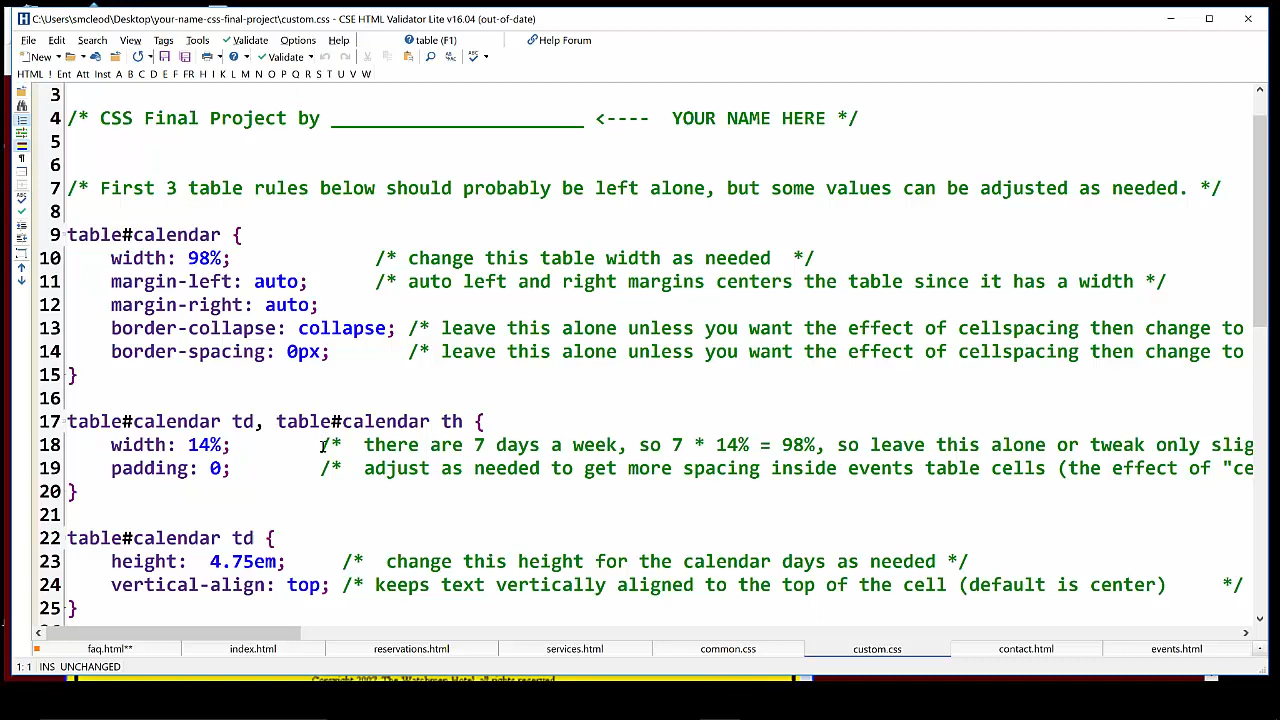 C:\Users\smcleod\Desktop\your-name-css-final-project\custom.css - CSE HTML Validator Lite v16.04 (out-of-date)
File Edit Search View Tags Tools Validate Options Help table (F1) Help Forum
New Validate
HTML ! Ent Att Inst A B C D E F FR H I K L M N O P Q R S T U V W
3
4 /* CSS Final Project by _______________________ <---- YOUR NAME HERE */
5
6
7 /* First 3 table rules below should probably be left alone, but some values can be adjusted as needed. */
8
9 table#calendar {
10 width: 98%; /* change this table width as needed */
11 margin-left: auto; /* auto left and right margins centers the table since it has a width */
12 margin-right: auto;
13 border-collapse: collapse; /* leave this alone unless you want the effect of cellspacing then change to
14 border-spacing: 0px; /* leave this alone unless you want the effect of cellspacing then change to
15 }
16
17 table#calendar td, table#calendar th {
18 width: 14%; /* there are 7 days a week, so 7 * 14% = 98%, so leave this alone or tweak only slig
19 padding: 0; /* adjust as needed to get more spacing inside events table cells (the effect of "ce
20 }
21
22 table#calendar td {
23 height: 4.75em; /* change this height for the calendar days as needed */
24 vertical-align: top; /* keeps text vertically aligned to the top of the cell (default is center) */
25 }
faq.html** index.html reservations.html services.html common.css custom.css contact.html events.html
1: 1 INS UNCHANGED
Copyright 2007, The Watchmen Hotel, all rights reserved